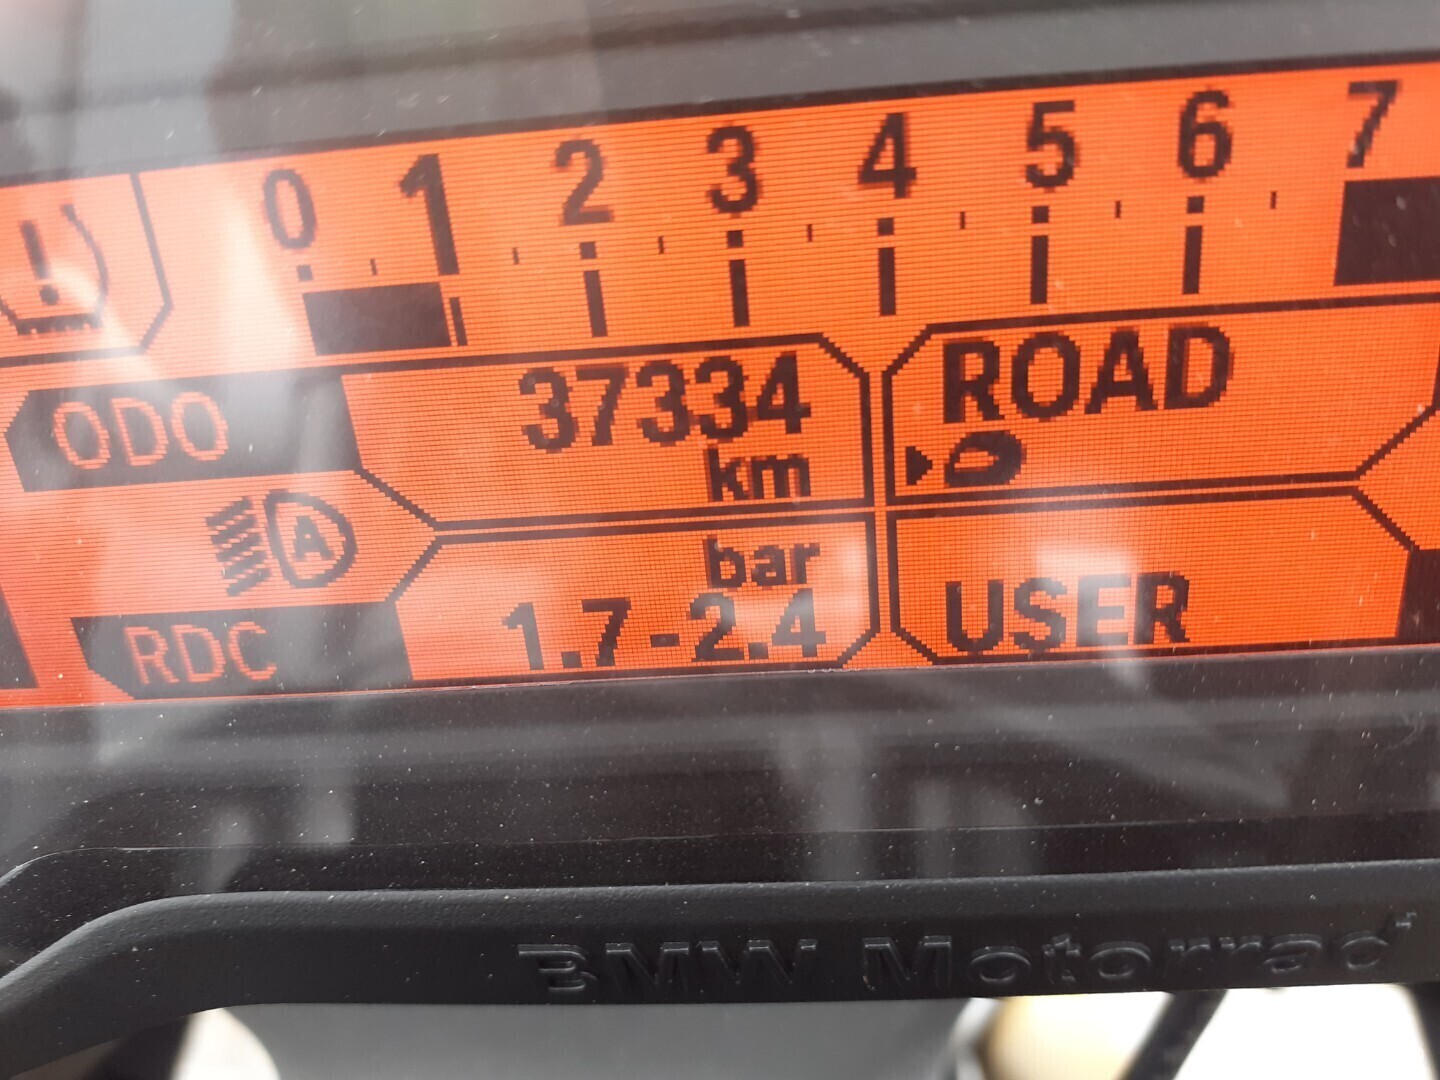 0 1 2 3 4 5 6 7
ODO 37334 km
ROAD
A
RDC bar 1.7-2.4
USER
BMW Motorrad